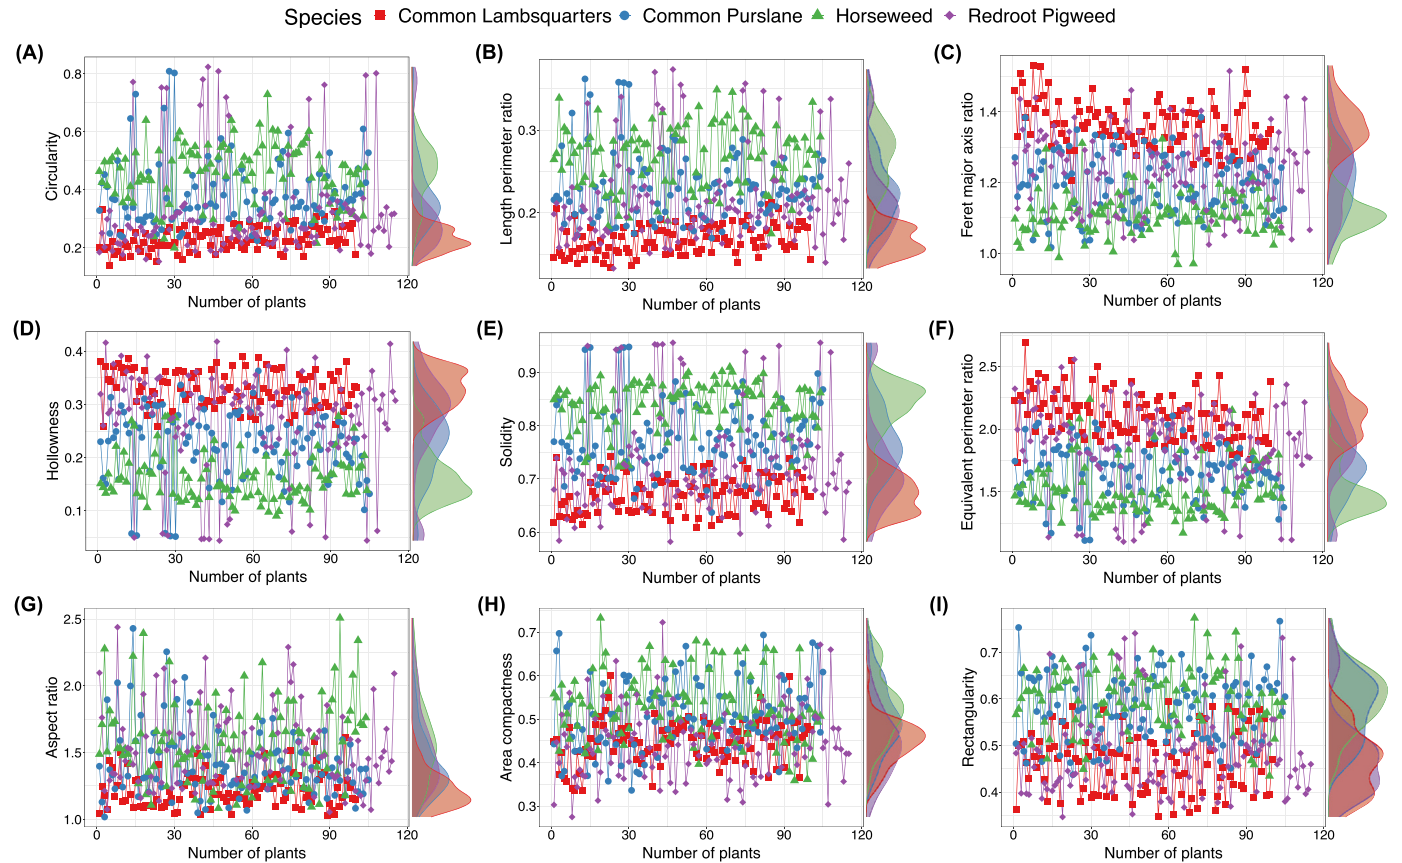 Species Common Lambsquarters Common Purslane Horseweed Redroot Pigweed
(A)
Circularity
0.8
0.6
0.4
0.2
0 30 60 90 120
Number of plants
(B)
Length perimeter ratio
0.3
0.2
0 30 60 90 120
Number of plants
(C)
Feret major axis ratio
1.4
1.2
1.0
0 30 60 90 120
Number of plants
(D)
Hollowness
0.4
0.3
0.2
0.1
0 30 60 90 120
Number of plants
(E)
Solidity
0.9
0.8
0.7
0.6
0 30 60 90 120
Number of plants
(F)
Equivalent perimeter ratio
2.5
2.0
1.5
0 30 60 90 120
Number of plants
(G)
Aspect ratio
2.5
2.0
1.5
1.0
0 30 60 90 120
Number of plants
(H)
Area compactness
0.7
0.6
0.5
0.4
0.3
0 30 60 90 120
Number of plants
(I)
Rectangularity
0.7
0.6
0.5
0.4
0 30 60 90 120
Number of plants